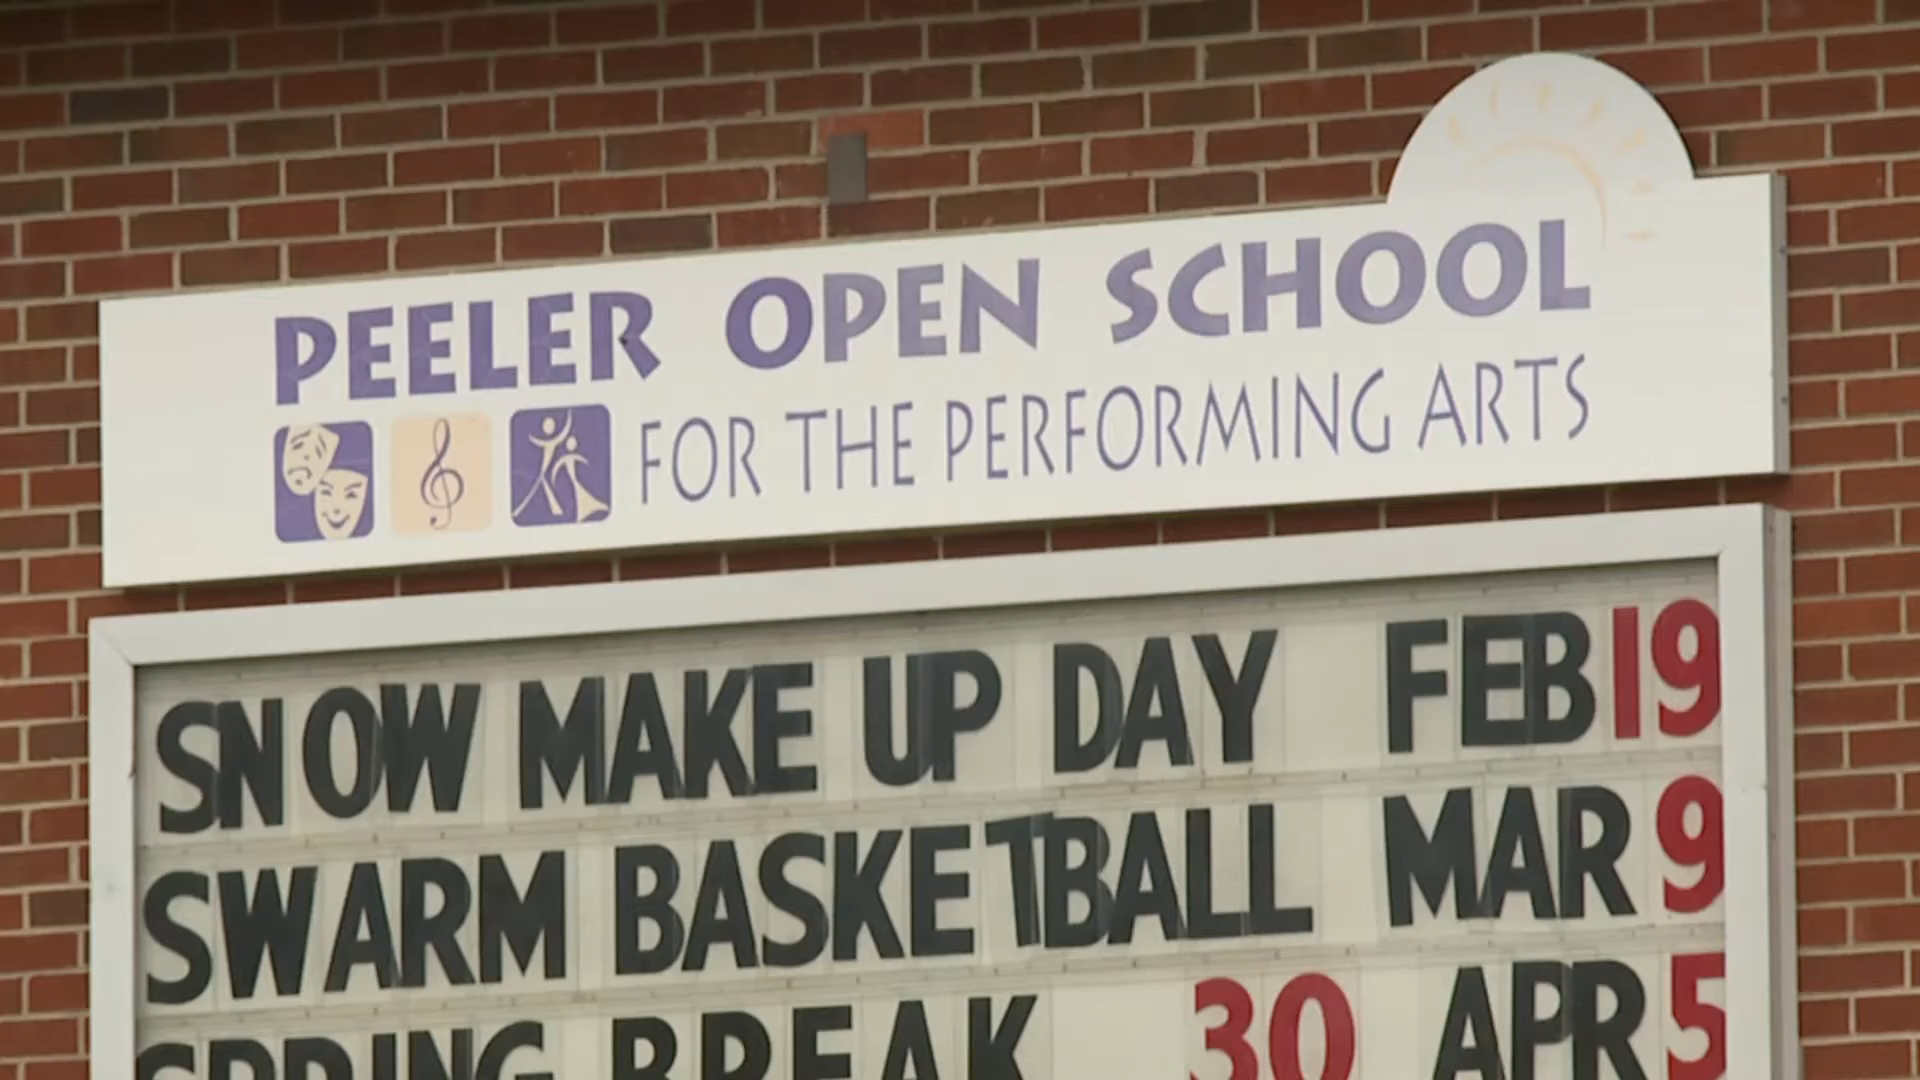 PEELER OPEN SCHOOL
FOR THE PERFORMING ARTS
SNOW MAKE UP DAY FEB 19
SWARM BASKETBALL MAR 9
SPRING BREAK 30 APR 5